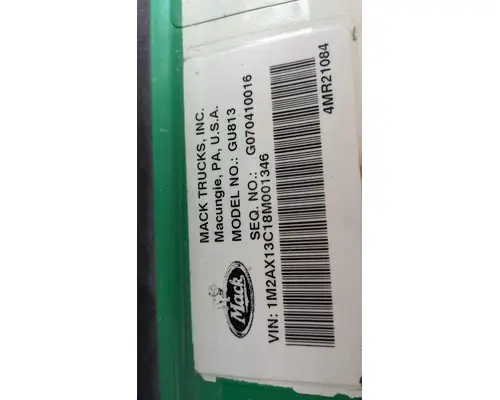 MACK TRUCKS, INC.
Macungie, PA, U.S.A.
MODEL NO.: GU813
SEQ. NO.: G070410016
Mack
VIN: 1M2AX13C18M001346
4MR21084